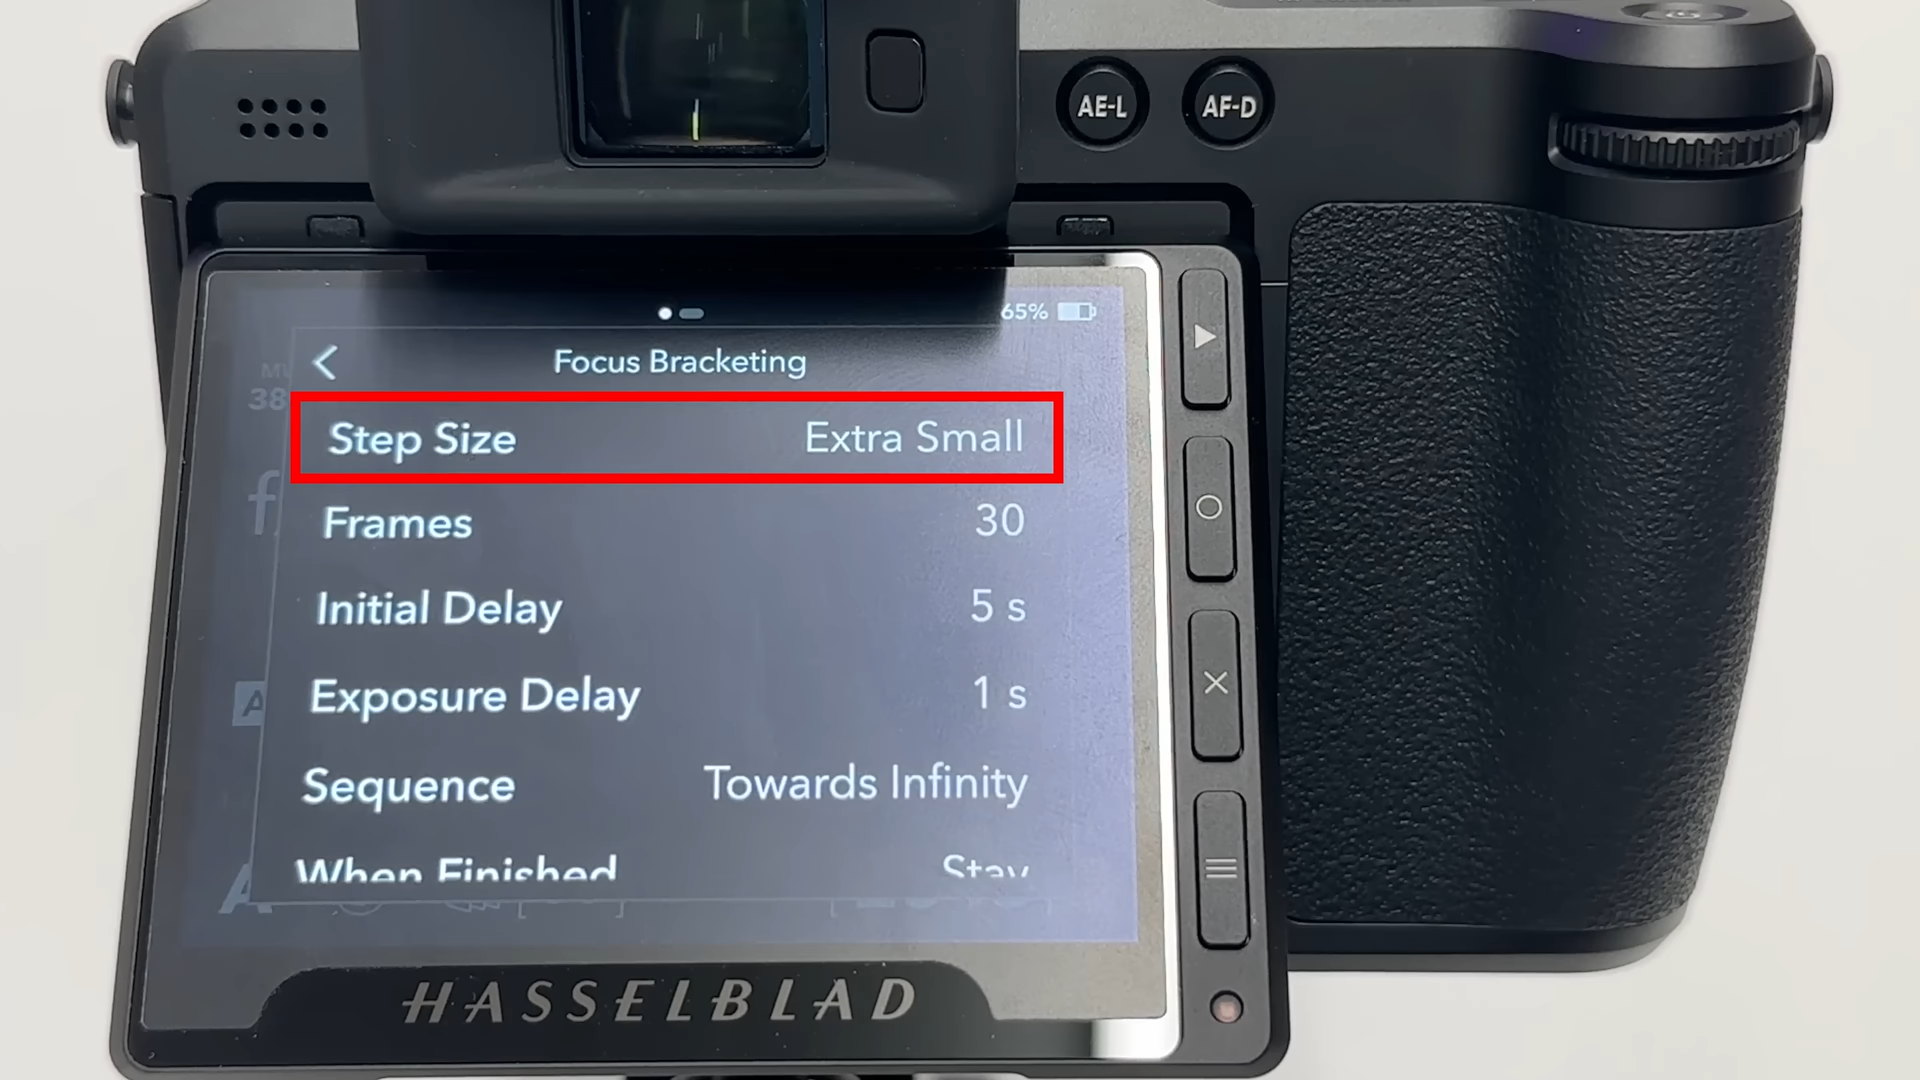 AE-L AF-D
65%
Focus Bracketing
38
Step Size Extra Small
f
Frames 30
Initial Delay 5 s
Exposure Delay 1 s
A
Sequence Towards Infinity
When Finished Stay
A
HASSELBLAD